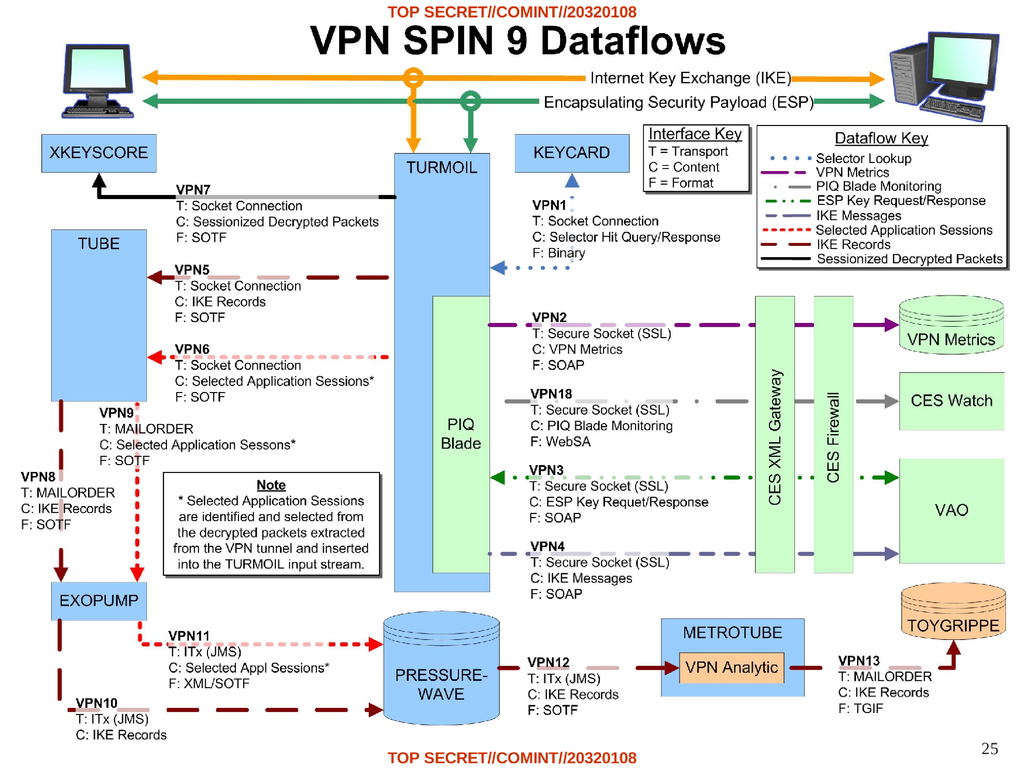 TOP SECRET//COMINT//20320108
VPN SPIN 9 Dataflows
Internet Key Exchange (IKE)
Encapsulating Security Payload (ESP)
XKEYSCORE
TURMOIL
KEYCARD
Interface Key
T = Transport
C = Content
F = Format
Dataflow Key
Selector Lookup
VPN Metrics
PIQ Blade Monitoring
ESP Key Request/Response
IKE Messages
Selected Application Sessions
IKE Records
Sessionized Decrypted Packets
VPN7
T: Socket Connection
C: Sessionized Decrypted Packets
F: SOTF
VPN1
T: Socket Connection
C: Selector Hit Query/Response
F: Binary
TUBE
VPN5
T: Socket Connection
C: IKE Records
F: SOTF
VPN6
T: Socket Connection
C: Selected Application Sessions*
F: SOTF
VPN2
T: Secure Socket (SSL)
C: VPN Metrics
F: SOAP
VPN Metrics
VPN18
T: Secure Socket (SSL)
C: PIQ Blade Monitoring
F: WebSA
CES Watch
PIQ
Blade
CES XML Gateway
CES Firewall
VPN9
T: MAILORDER
C: Selected Application Sessons*
F: SOTF
VPN8
T: MAILORDER
C: IKE Records
F: SOTF
Note
* Selected Application Sessions
are identified and selected from
the decrypted packets extracted
from the VPN tunnel and inserted
into the TURMOIL input stream.
VPN3
T: Secure Socket (SSL)
C: ESP Key Requet/Response
F: SOAP
VAO
VPN4
T: Secure Socket (SSL)
C: IKE Messages
F: SOAP
EXOPUMP
VPN11
T: ITx (JMS)
C: Selected Appl Sessions*
F: XML/SOTF
VPN10
T: ITx (JMS)
C: IKE Records
PRESSURE-
WAVE
VPN12
T: ITx (JMS)
C: IKE Records
F: SOTF
METROTUBE
VPN Analytic
VPN13
T: MAILORDER
C: IKE Records
F: TGIF
TOYGRIPPE
TOP SECRET//COMINT//20320108
25